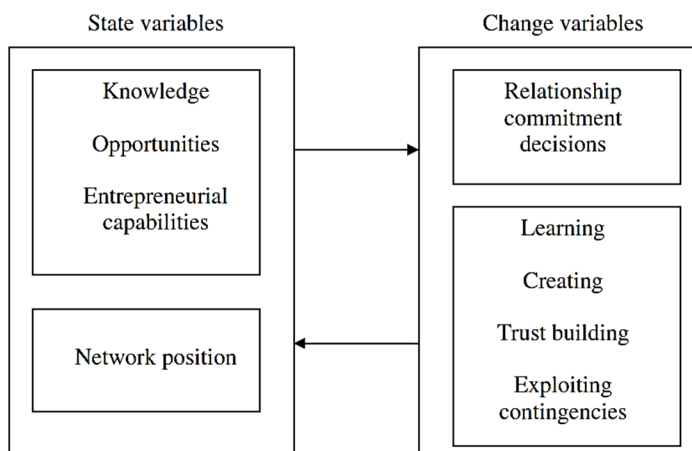 State variables
Knowledge
Opportunities
Entrepreneurial
capabilities
Network position
Change variables
Relationship
commitment
decisions
Learning
Creating
Trust building
Exploiting
contingencies